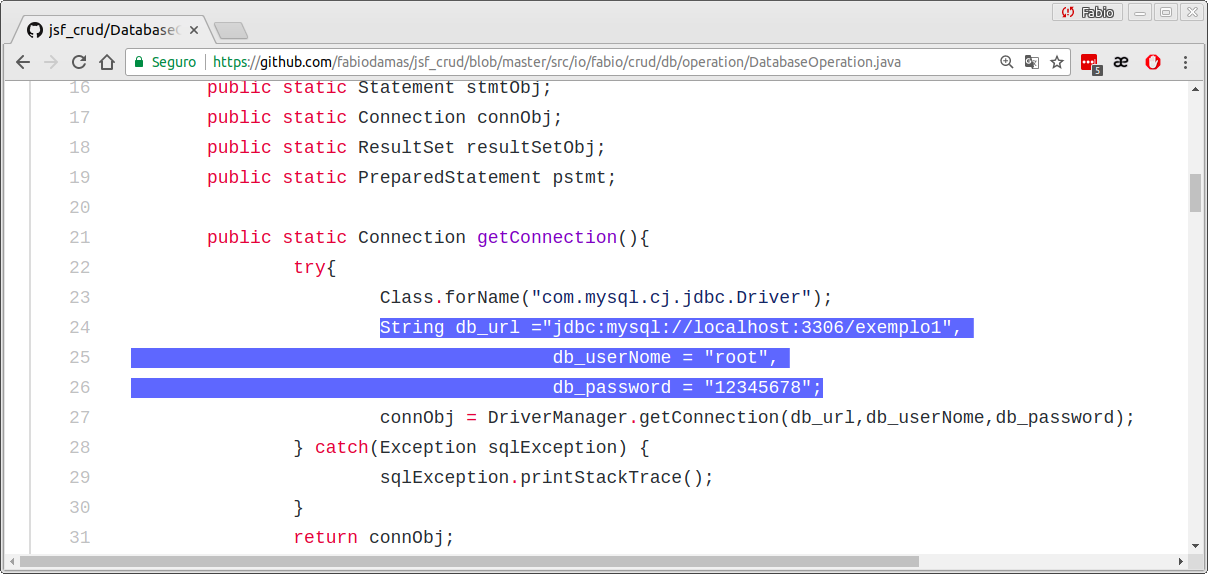 Fabio
jsf_crud/DatabaseO
Seguro https://github.com/fabiodamas/jsf_crud/blob/master/src/io/fabio/crud/db/operation/DatabaseOperation.java 5 æ
16 public static Statement stmtObj;
17 public static Connection connObj;
18 public static ResultSet resultSetObj;
19 public static PreparedStatement pstmt;
20
21 public static Connection getConnection(){
22 try{
23 Class.forName("com.mysql.cj.jdbc.Driver");
24 String db_url ="jdbc:mysql://localhost:3306/exemplo1",
25 db_userNome = "root",
26 db_password = "12345678";
27 connObj = DriverManager.getConnection(db_url,db_userNome,db_password);
28 } catch(Exception sqlException) {
29 sqlException.printStackTrace();
30 }
31 return connObj;